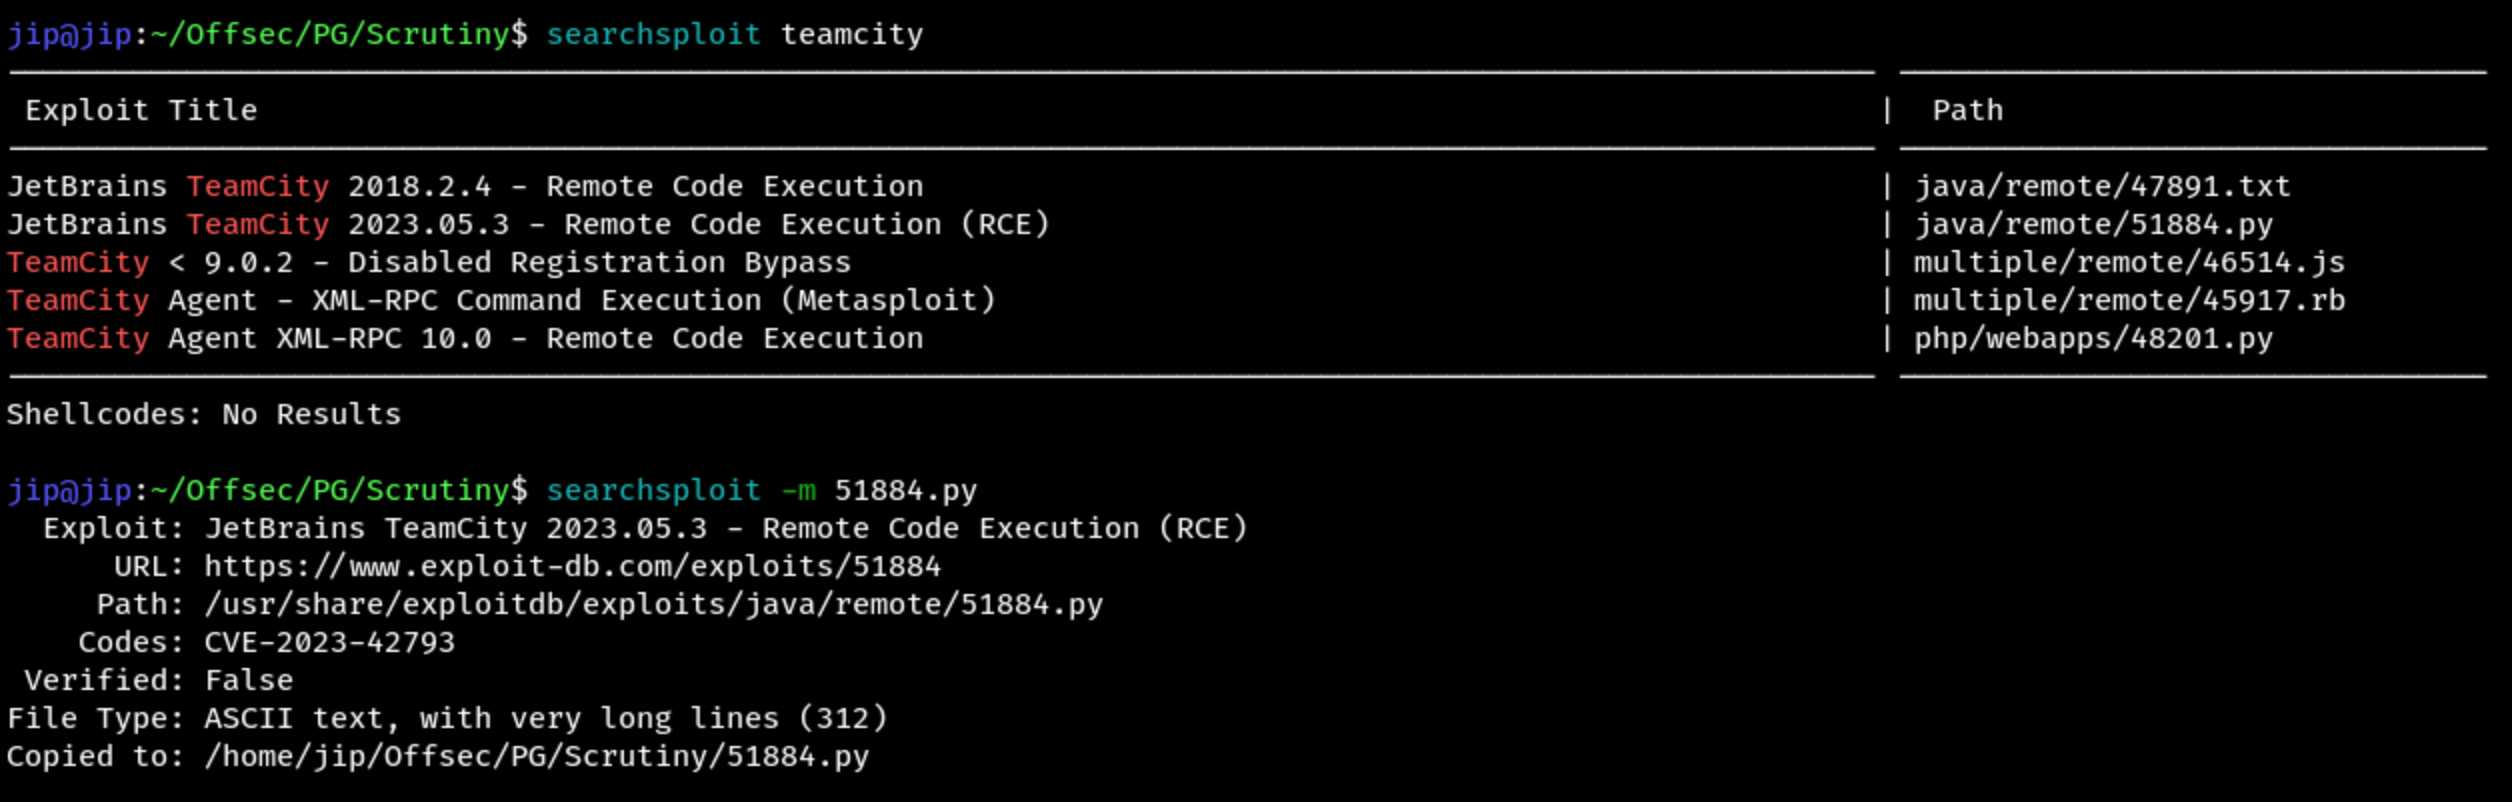 jip@jip:~/Offsec/PG/Scrutiny$ searchsploit teamcity
Exploit Title | Path
JetBrains TeamCity 2018.2.4 - Remote Code Execution | java/remote/47891.txt
JetBrains TeamCity 2023.05.3 - Remote Code Execution (RCE) | java/remote/51884.py
TeamCity < 9.0.2 - Disabled Registration Bypass | multiple/remote/46514.js
TeamCity Agent - XML-RPC Command Execution (Metasploit) | multiple/remote/45917.rb
TeamCity Agent XML-RPC 10.0 - Remote Code Execution | php/webapps/48201.py
Shellcodes: No Results
jip@jip:~/Offsec/PG/Scrutiny$ searchsploit -m 51884.py
Exploit: JetBrains TeamCity 2023.05.3 - Remote Code Execution (RCE)
URL: https://www.exploit-db.com/exploits/51884
Path: /usr/share/exploitdb/exploits/java/remote/51884.py
Codes: CVE-2023-42793
Verified: False
File Type: ASCII text, with very long lines (312)
Copied to: /home/jip/Offsec/PG/Scrutiny/51884.py